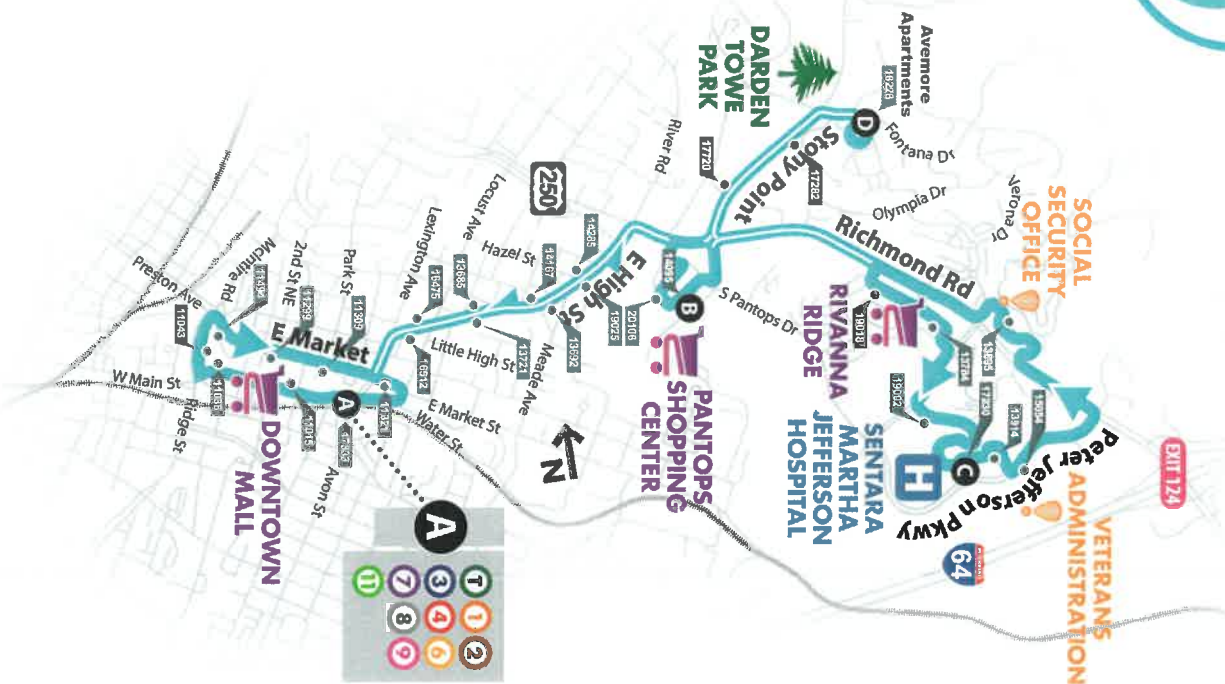 Avemore
Apartments
D
Fontana Dr
DARDEN
TOWE
PARK
Stony Point
17282
17720
River Rd
Olympia Dr
Verona Dr
SOCIAL
SECURITY
OFFICE
Richmond Rd
250
Locust Ave
Hazel St
14285
14167
Lexington Ave
13685
16475
E High St
19025
20106
B
S Pantops Dr
RIVANNA
RIDGE
19018
13784
13895
17230
15054
13914
C
Peter Jefferson Pkwy
EXIT 124
H
SENTARA
MARTHA
JEFFERSON
HOSPITAL
64
VETERANS
ADMINISTRATION
PANTOPS
SHOPPING
CENTER
Meade Ave
13692
13721
Little High St
16912
E Market St
Water St
N
Park St
11309
2nd St NE
11299
McIntire Rd
Preston Ave
11043
E Market
W Main St
Ridge St
DOWNTOWN
MALL
A
Avon St
A
T 1 2
3 4 6
7 8 9
11